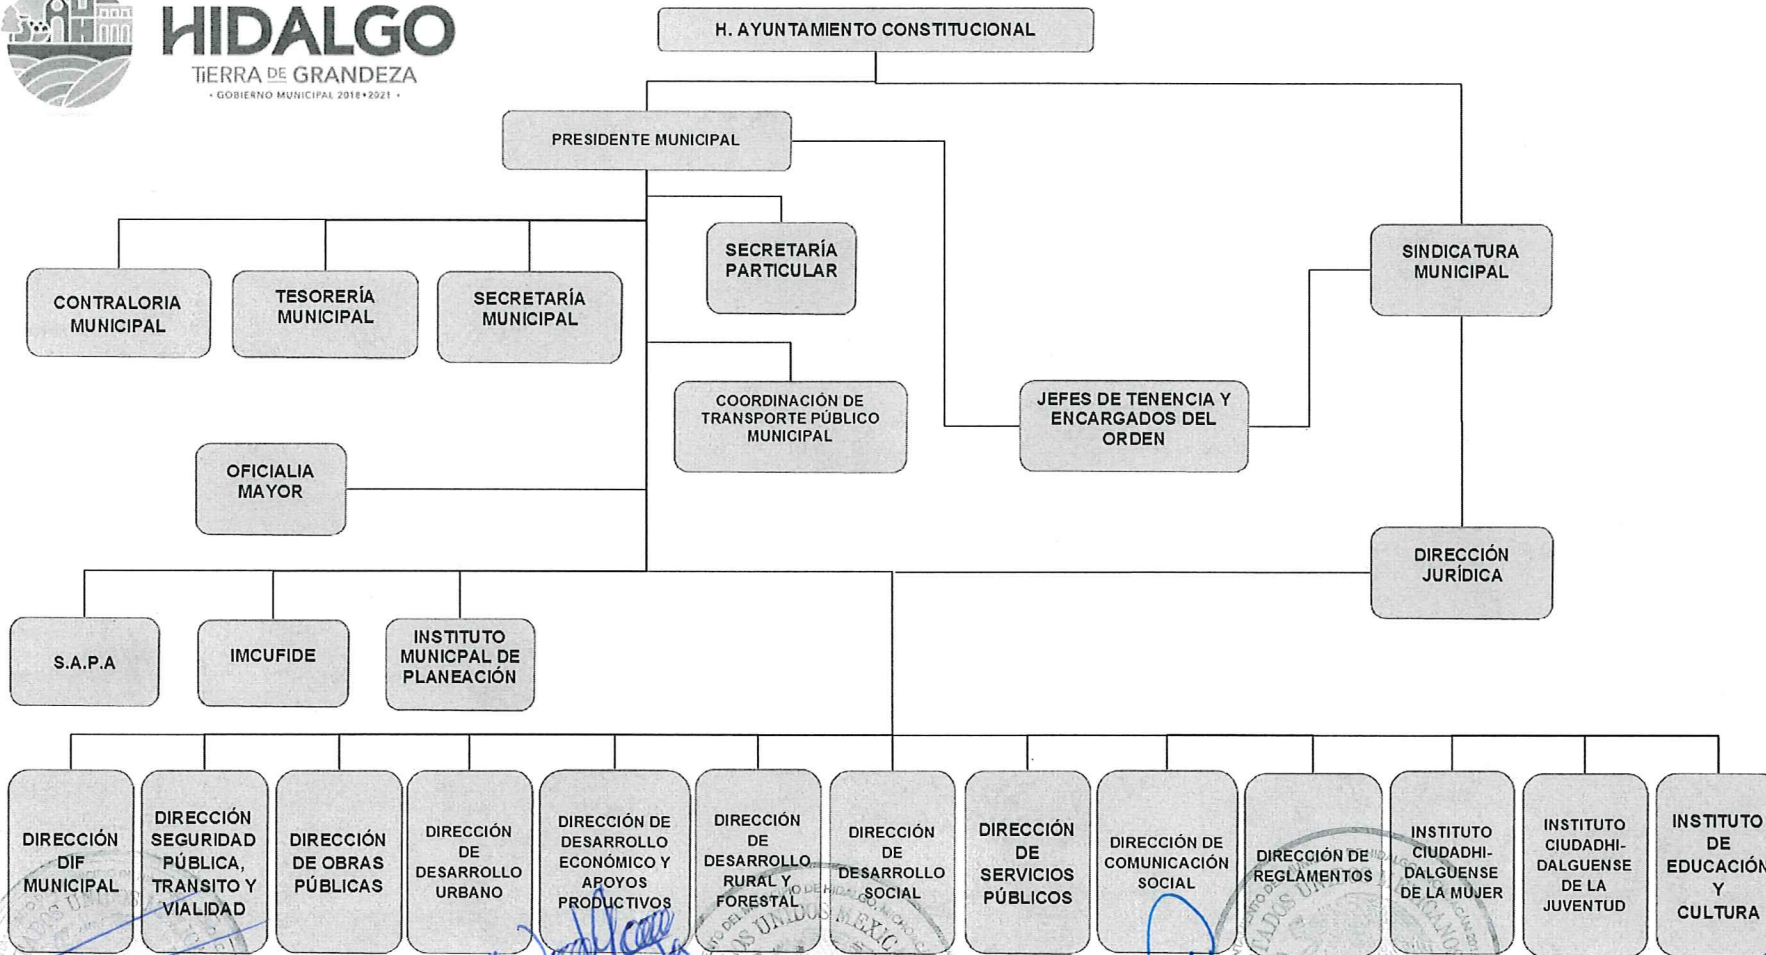 HIDALGO
TIERRA DE GRANDEZA
• GOBIERNO MUNICIPAL 2018•2021 •
H. AYUNTAMIENTO CONSTITUCIONAL
PRESIDENTE MUNICIPAL
SECRETARÍA
PARTICULAR
SINDICATURA
MUNICIPAL
CONTRALORIA
MUNICIPAL
TESORERÍA
MUNICIPAL
SECRETARÍA
MUNICIPAL
COORDINACIÓN DE
TRANSPORTE PÚBLICO
MUNICIPAL
JEFES DE TENENCIA Y
ENCARGADOS DEL
ORDEN
OFICIALIA
MAYOR
DIRECCIÓN
JURÍDICA
S.A.P.A
IMCUFIDE
INSTITUTO
MUNICPAL DE
PLANEACIÓN
DIRECCIÓN
DIF
MUNICIPAL
DIRECCIÓN
SEGURIDAD
PÚBLICA,
TRANSITO Y
VIALIDAD
DIRECCIÓN
DE OBRAS
PÚBLICAS
DIRECCIÓN
DE
DESARROLLO
URBANO
DIRECCIÓN DE
DESARROLLO
ECONÓMICO Y
APOYOS
PRODUCTIVOS
DIRECCIÓN
DE
DESARROLLO
RURAL Y
FORESTAL
DIRECCIÓN
DE
DESARROLLO
SOCIAL
DIRECCIÓN
DE
SERVICIOS
PÚBLICOS
DIRECCIÓN DE
COMUNICACIÓN
SOCIAL
DIRECCIÓN DE
REGLAMENTOS
INSTITUTO
CIUDADHI-
DALGUENSE
DE LA MUJER
INSTITUTO
CIUDADHI-
DALGUENSE
DE LA
JUVENTUD
INSTITUTO
DE
EDUCACIÓN
Y
CULTURA